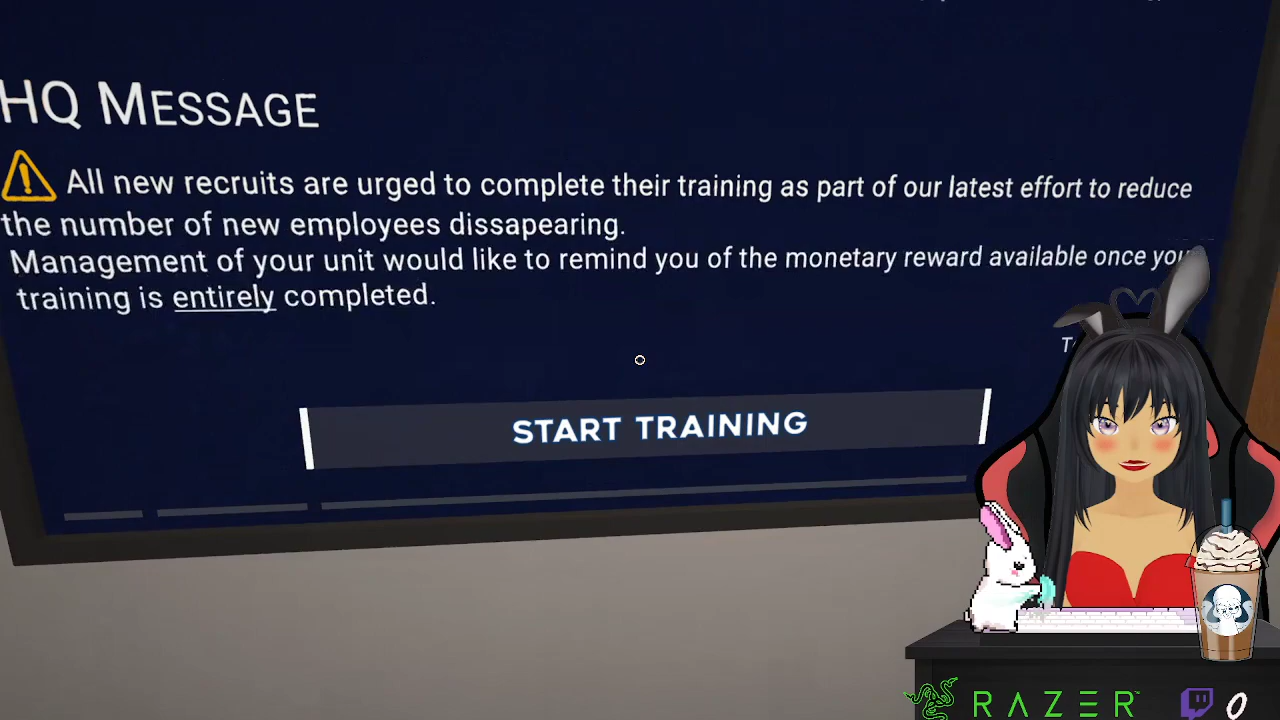 HQ MESSAGE
All new recruits are urged to complete their training as part of our latest effort to reduce
the number of new employees dissapearing.
Management of your unit would like to remind you of the monetary reward available once your
training is entirely completed.
START TRAINING
RAZER
0